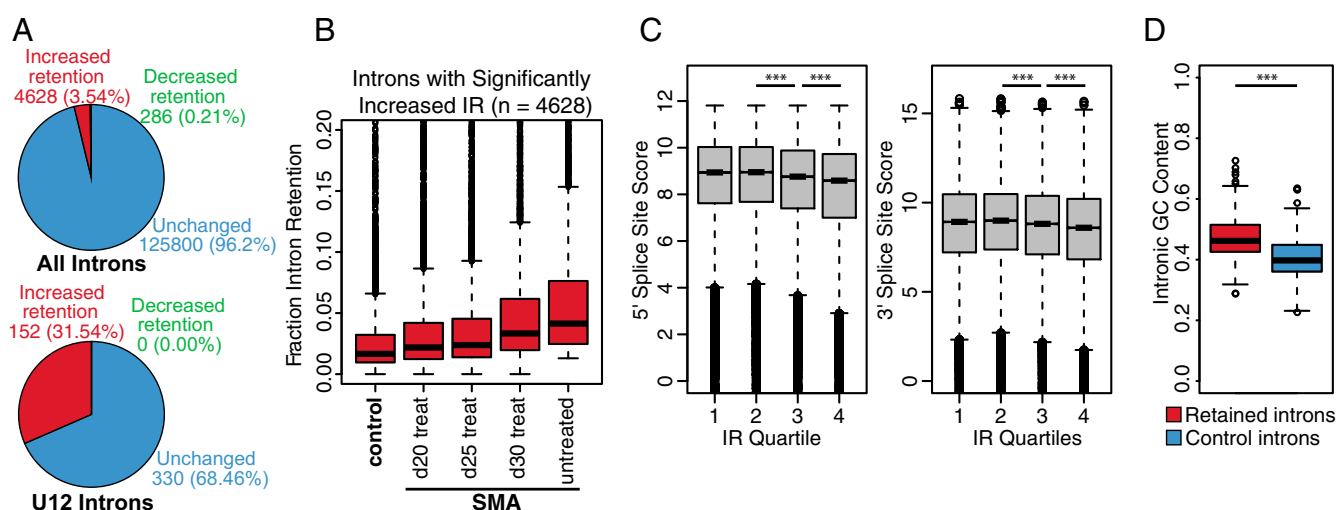 A
Increased
retention
4628 (3.54%)
Decreased
retention
286 (0.21%)
Unchanged
125800 (96.2%)
All Introns
Increased
retention
152 (31.54%)
Decreased
retention
0 (0.00%)
Unchanged
330 (68.46%)
U12 Introns
B
Introns with Significantly
Increased IR (n = 4628)
Fraction Intron Retention
0.20
0.15
0.10
0.05
0.00
control
d20 treat
d25 treat
d30 treat
untreated
SMA
C
5' Splice Site Score
12
10
8
6
4
2
0
*** ***
1 2 3 4
IR Quartile
3' Splice Site Score
15
10
5
0
*** ***
1 2 3 4
IR Quartiles
D
Intronic GC Content
1.0
0.8
0.6
0.4
0.2
0.0
***
Retained introns
Control introns